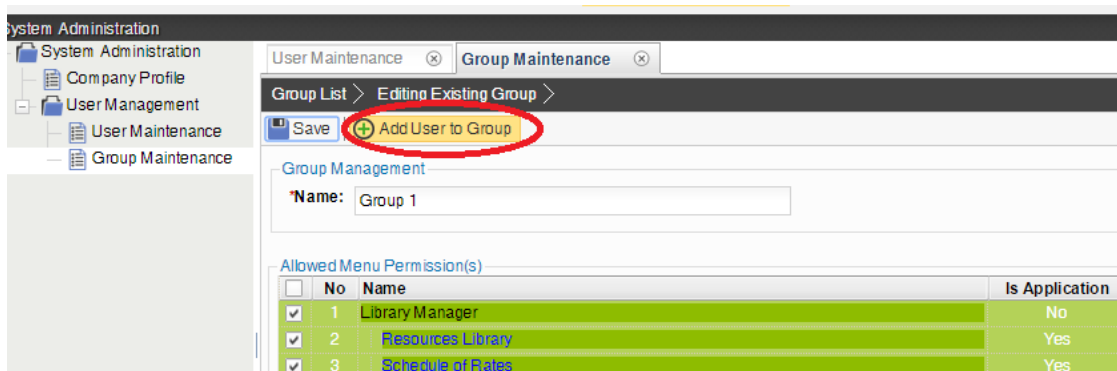 System Administration
System Administration
Company Profile
User Management
User Maintenance
Group Maintenance
User Maintenance Group Maintenance
Group List Editing Existing Group
Save Add User to Group
Group Management
*Name: Group 1
Allowed Menu Permission(s)
No Name Is Application
1 Library Manager No
2 Resources Library Yes
3 Schedule of Rates Yes